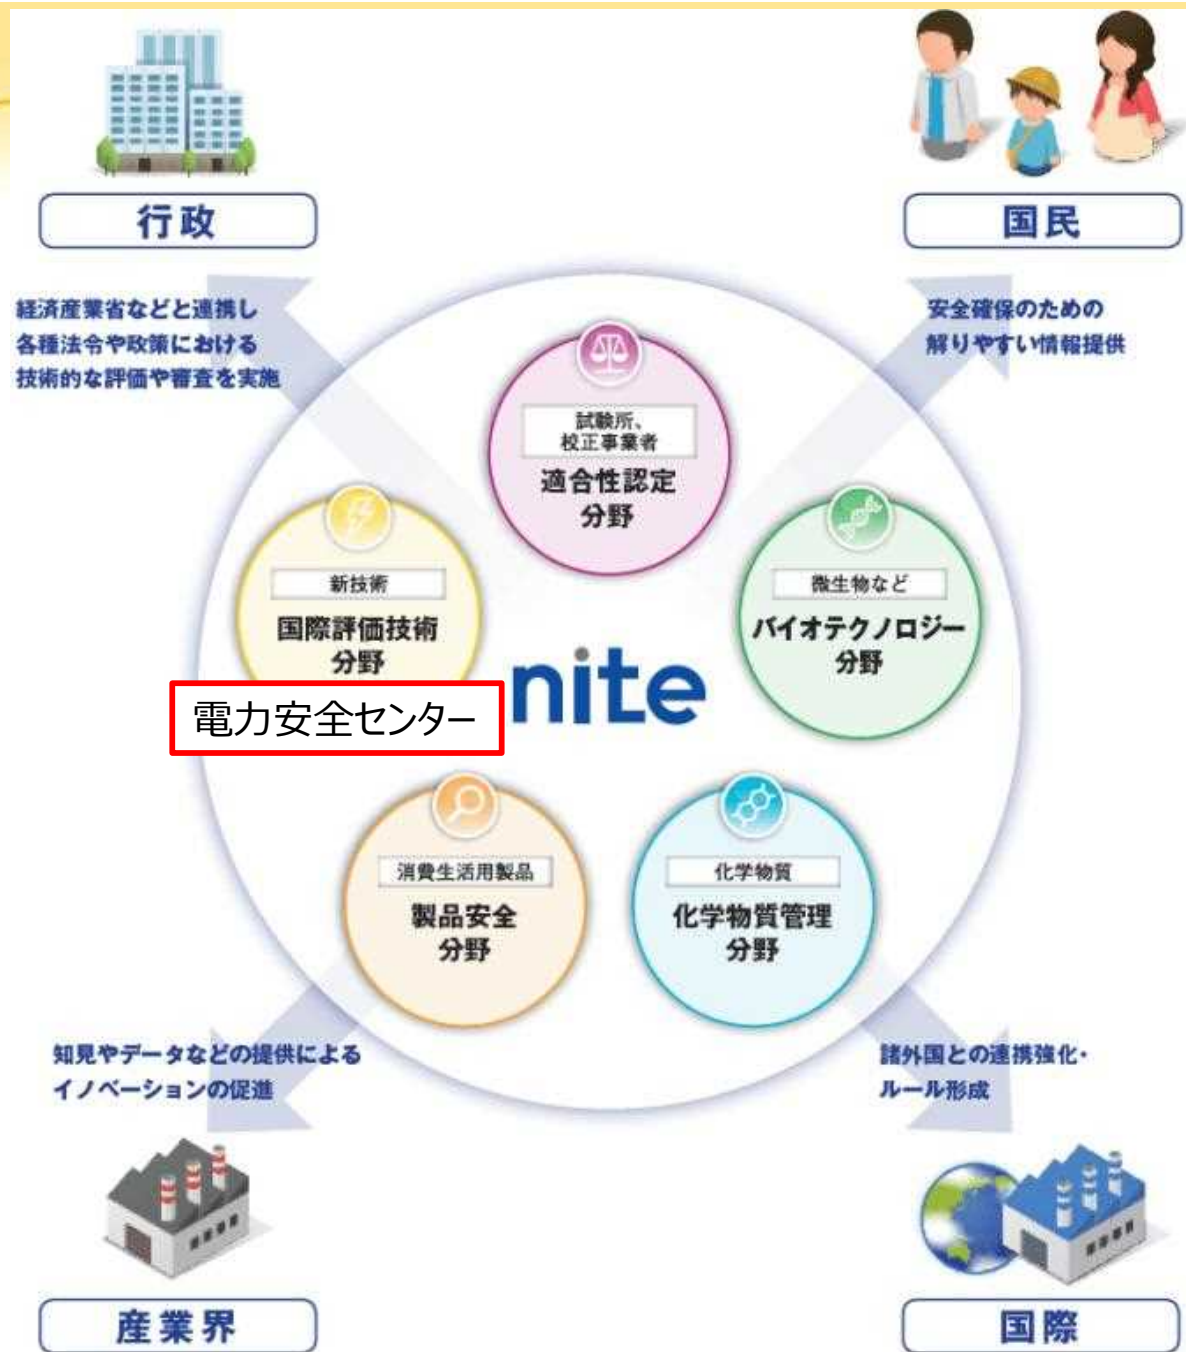 行政
国民
経済産業省などと連携し
各種法令や政策における
技術的な評価や審査を実施
安全確保のための
解りやすい情報提供
試験所、
校正事業者
適合性認定
分野
新技術
国際評価技術
分野
電力安全センター
微生物など
バイオテクノロジー
分野
nite
消費生活用製品
製品安全
分野
化学物質
化学物質管理
分野
知見やデータなどの提供による
イノベーションの促進
諸外国との連携強化・
ルール形成
産業界
国際